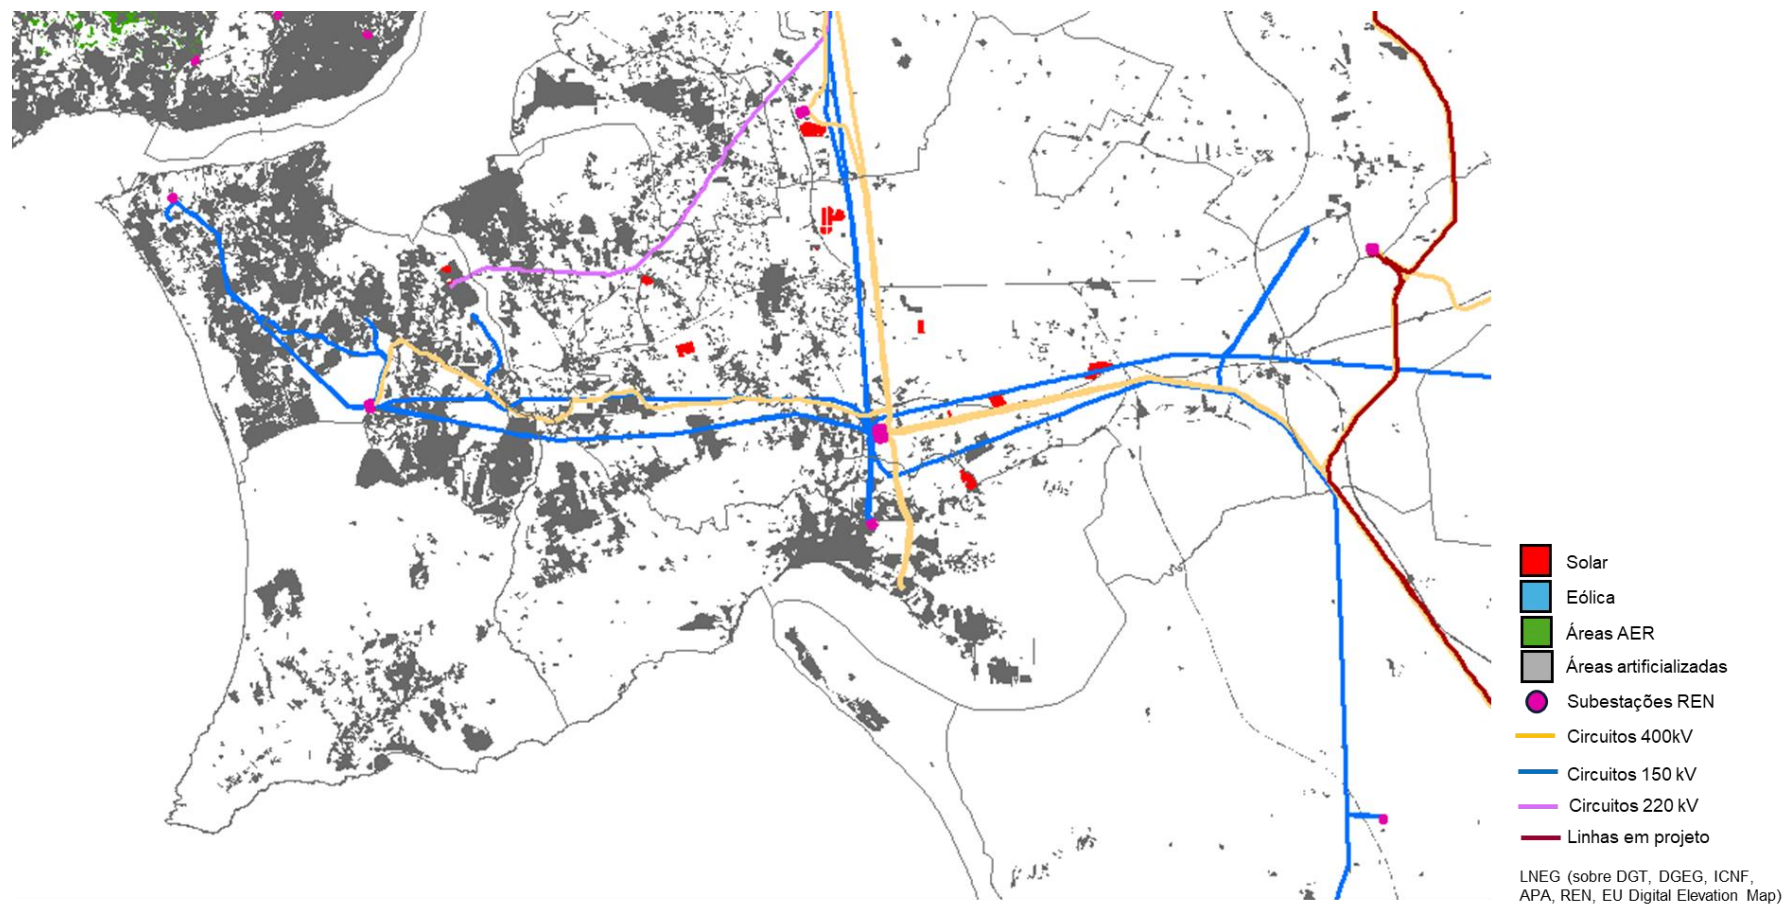 Solar
Eólica
Áreas AER
Áreas artificializadas
Subestações REN
Circuitos 400kV
Circuitos 150 kV
Circuitos 220 kV
Linhas em projeto
LNEG (sobre DGT, DGEG, ICNF,
APA, REN, EU Digital Elevation Map)